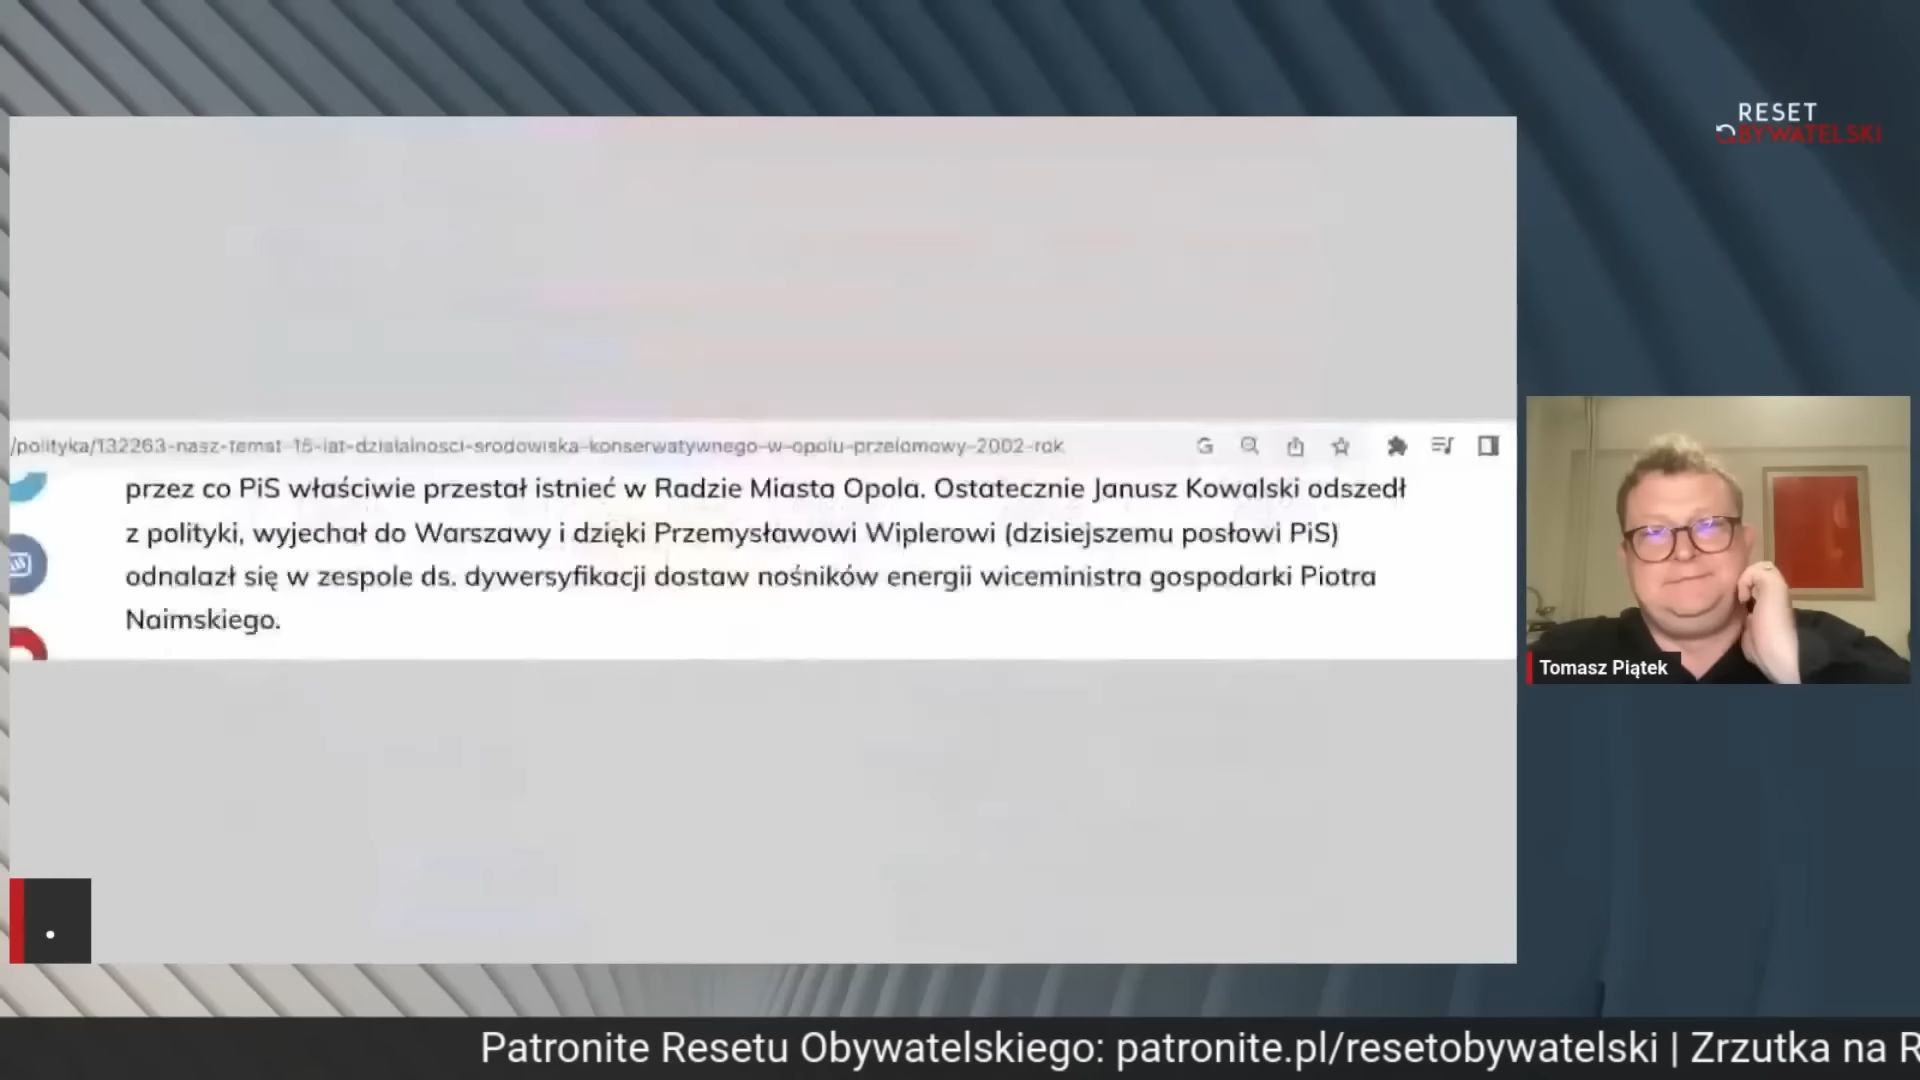 RESET
OBYWATELSKI
/polityka/132263-nasz-temat-15-lat-dzialalnosci-srodowiska-konserwatywnego-w-opolu-przelomowy-2002-rok
przez co PiS właściwie przestał istnieć w Radzie Miasta Opola. Ostatecznie Janusz Kowalski odszedł
z polityki, wyjechał do Warszawy i dzięki Przemysławowi Wiplerowi (dzisiejszemu posłowi PiS)
odnalazł się w zespole ds. dywersyfikacji dostaw nośników energii wiceministra gospodarki Piotra
Naimskiego.
Tomasz Piątek
.
Patronite Resetu Obywatelskiego: patronite.pl/resetobywatelski | Zrzutka na R